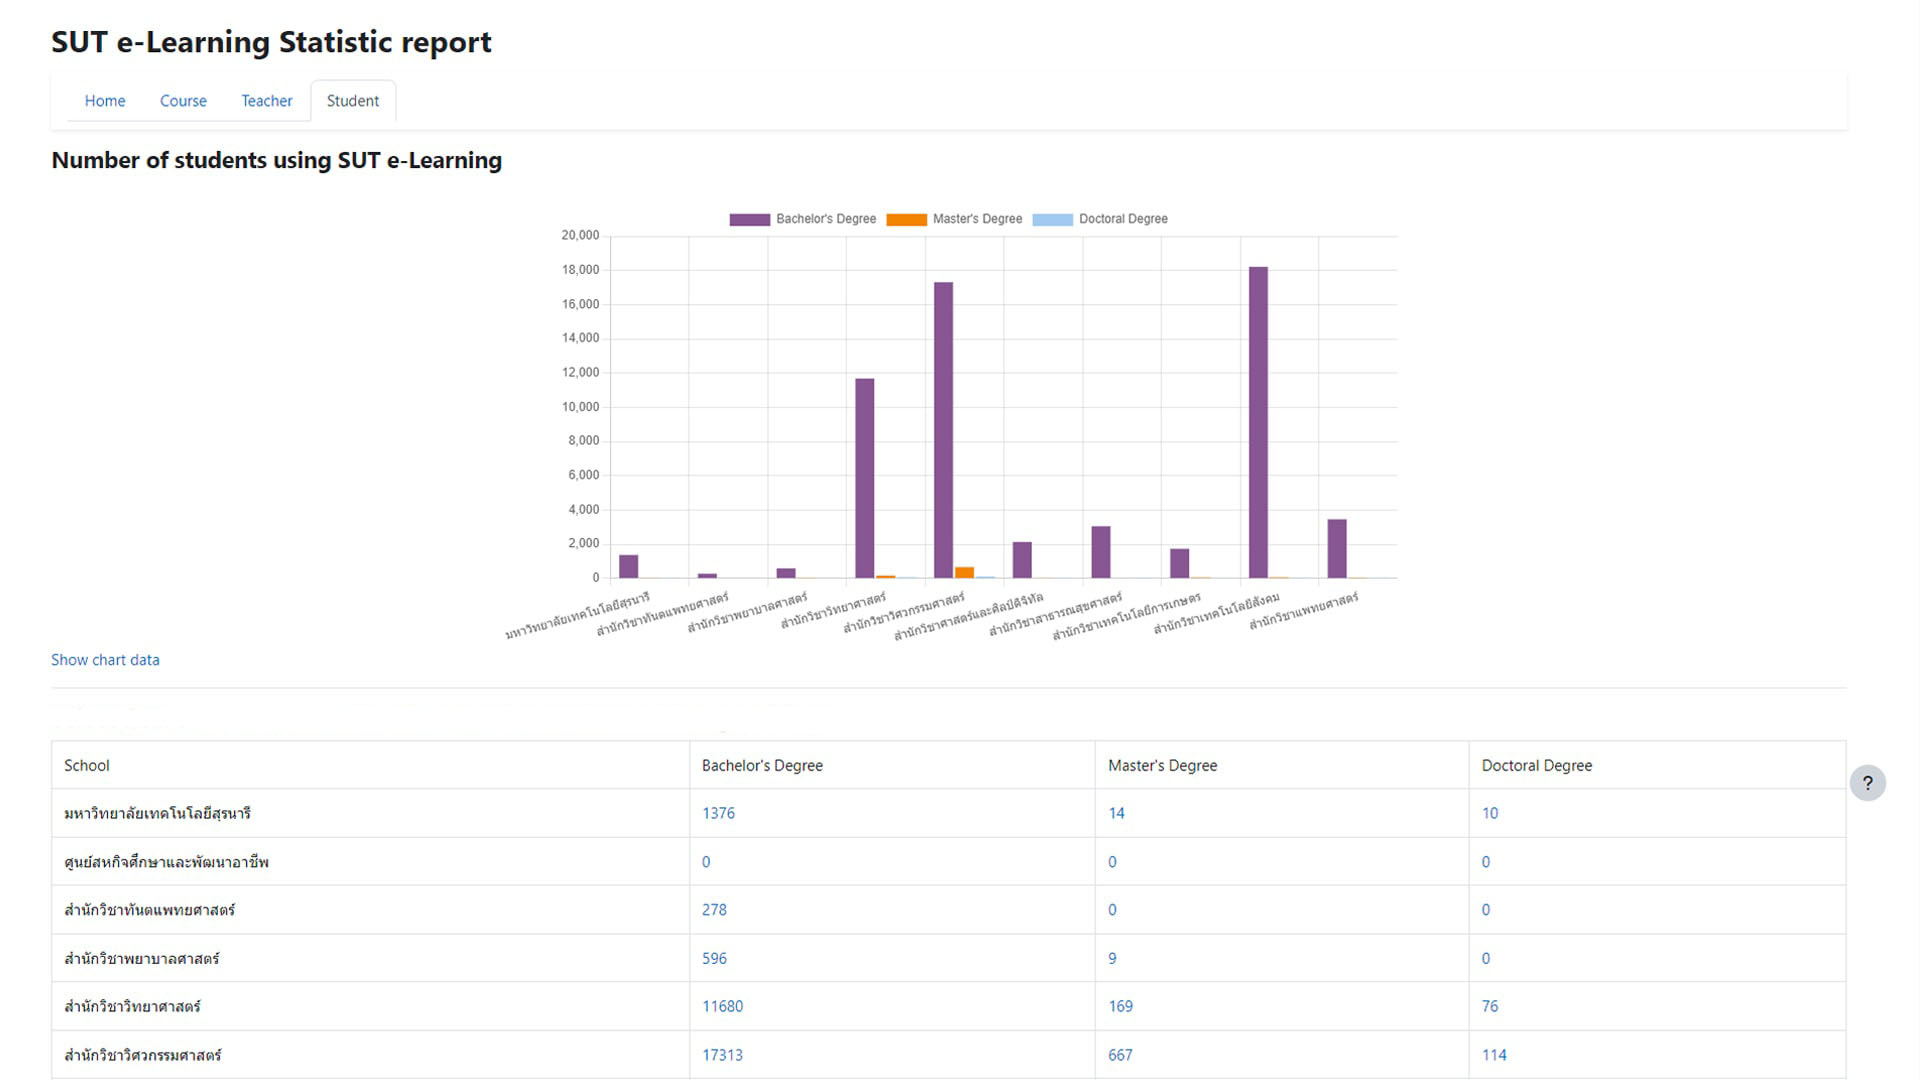 SUT e-Learning Statistic report
Home Course Teacher Student
Number of students using SUT e-Learning
Bachelor's Degree Master's Degree Doctoral Degree
20,000
18,000
16,000
14,000
12,000
10,000
8,000
6,000
4,000
2,000
0
มหาวิทยาลัยเทคโนโลยีสุรนารี
สำนักวิชาทันตแพทยศาสตร์
สำนักวิชาพยาบาลศาสตร์
สำนักวิชาวิทยาศาสตร์
สำนักวิชาวิศวกรรมศาสตร์
สำนักวิชาศาสตร์และศิลป์ดิจิทัล
สำนักวิชาสาธารณสุขศาสตร์
สำนักวิชาเทคโนโลยีการเกษตร
สำนักวิชาเทคโนโลยีสังคม
สำนักวิชาแพทยศาสตร์
Show chart data
School Bachelor's Degree Master's Degree Doctoral Degree
?
มหาวิทยาลัยเทคโนโลยีสุรนารี 1376 14 10
ศูนย์สหกิจศึกษาและพัฒนาอาชีพ 0 0 0
สำนักวิชาทันตแพทยศาสตร์ 278 0 0
สำนักวิชาพยาบาลศาสตร์ 596 9 0
สำนักวิชาวิทยาศาสตร์ 11680 169 76
สำนักวิชาวิศวกรรมศาสตร์ 17313 667 114